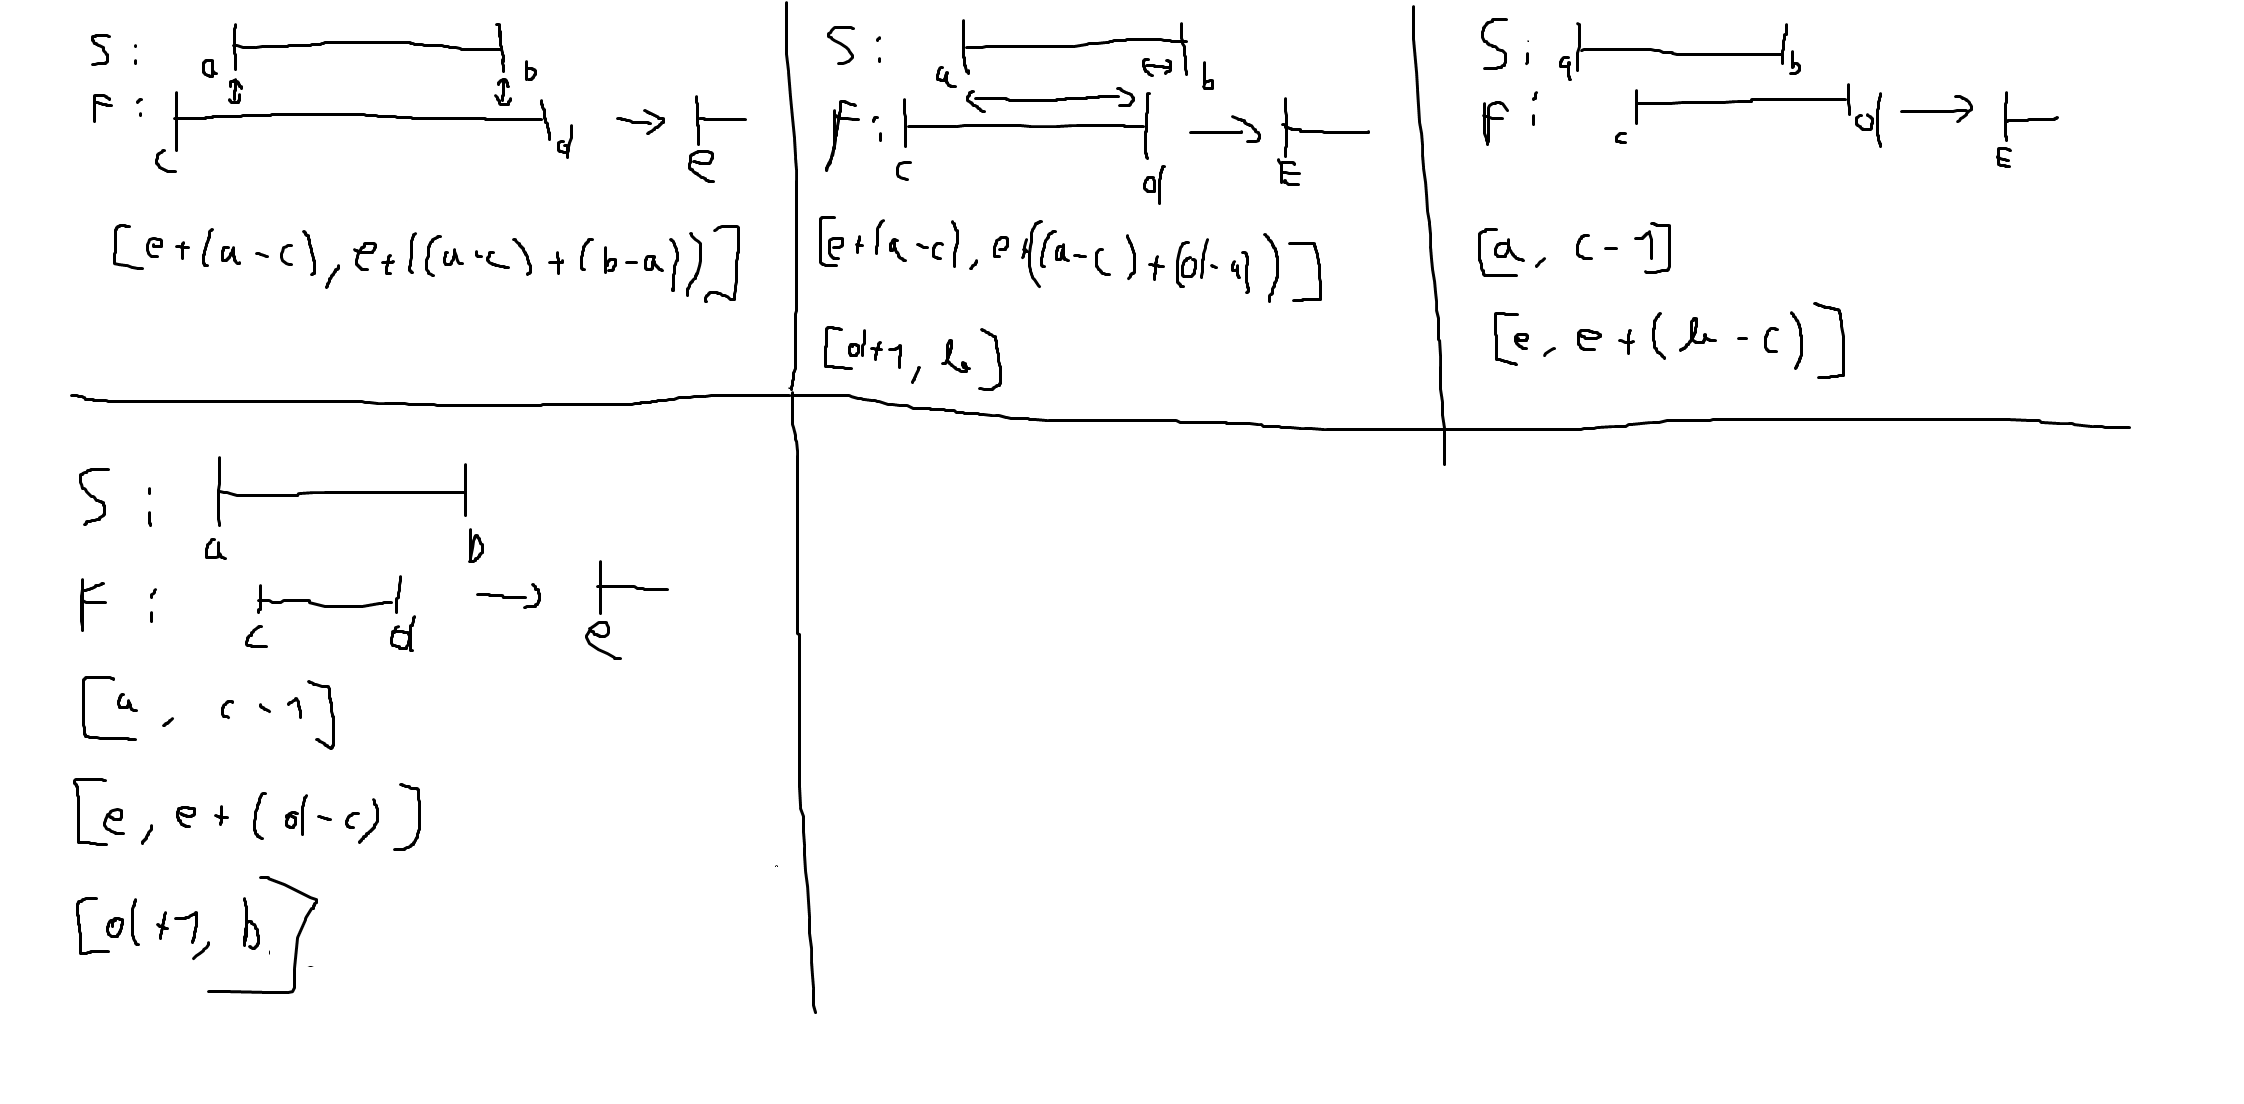 S: a b
F: c d → e
[e+(a-c), e+((a-c)+(b-a))]
S: a b
F: c d → E
[e+(a-c), e+((a-c)+(d-a))]
[d+1, b]
S: a b
F: c d → E
[a, c-1]
[e, e+(b-c)]
S: a b
F: c d → e
[a, c-1]
[e, e+(d-c)]
[d+1, b]